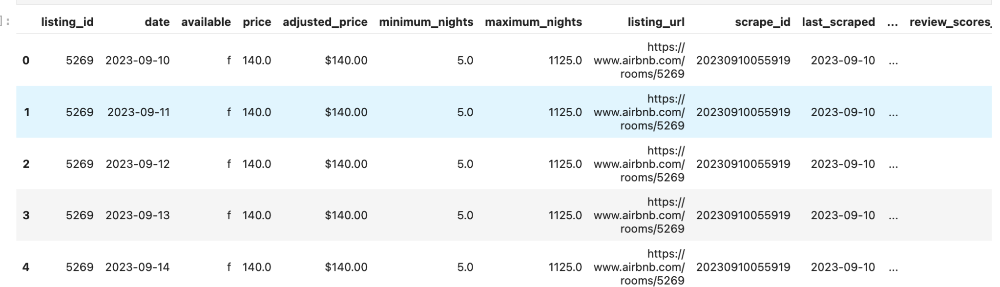 ]:
listing_id date available price adjusted_price minimum_nights maximum_nights listing_url scrape_id last_scraped ... review_scores_
https://
0 5269 2023-09-10 f 140.0 $140.00 5.0 1125.0 www.airbnb.com/ 20230910055919 2023-09-10 ...
rooms/5269
https://
1 5269 2023-09-11 f 140.0 $140.00 5.0 1125.0 www.airbnb.com/ 20230910055919 2023-09-10 ...
rooms/5269
https://
2 5269 2023-09-12 f 140.0 $140.00 5.0 1125.0 www.airbnb.com/ 20230910055919 2023-09-10 ...
rooms/5269
https://
3 5269 2023-09-13 f 140.0 $140.00 5.0 1125.0 www.airbnb.com/ 20230910055919 2023-09-10 ...
rooms/5269
https://
4 5269 2023-09-14 f 140.0 $140.00 5.0 1125.0 www.airbnb.com/ 20230910055919 2023-09-10 ...
rooms/5269